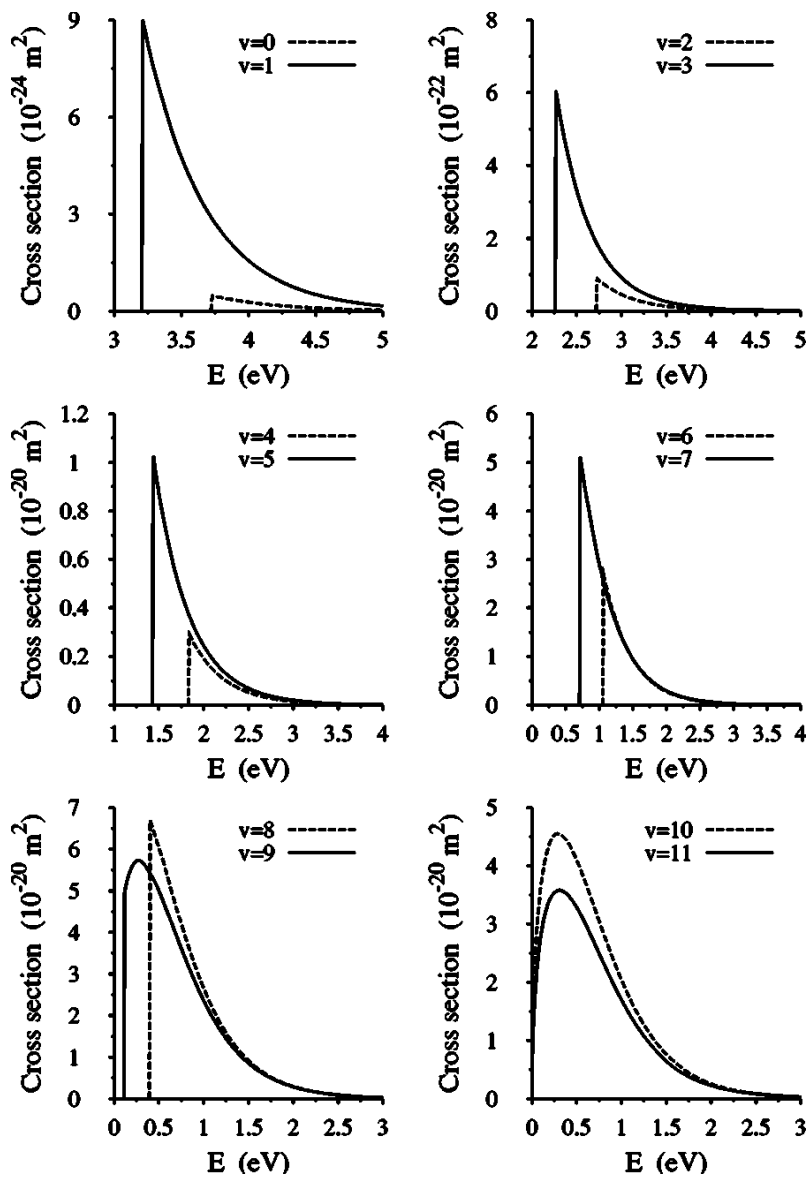 Cross section (10^-24 m^2)
9
6
3
0
v=0
v=1
3 3.5 4 4.5 5
E (eV)
Cross section (10^-22 m^2)
8
6
4
2
0
v=2
v=3
2 2.5 3 3.5 4 4.5 5
E (eV)
Cross section (10^-20 m^2)
1.2
1
0.8
0.6
0.4
0.2
0
v=4
v=5
1 1.5 2 2.5 3 3.5 4
E (eV)
Cross section (10^-20 m^2)
6
5
4
3
2
1
0
v=6
v=7
0 0.5 1 1.5 2 2.5 3 3.5 4
E (eV)
Cross section (10^-20 m^2)
7
6
5
4
3
2
1
0
v=8
v=9
0 0.5 1 1.5 2 2.5 3
E (eV)
Cross section (10^-20 m^2)
5
4
3
2
1
0
v=10
v=11
0 0.5 1 1.5 2 2.5 3
E (eV)